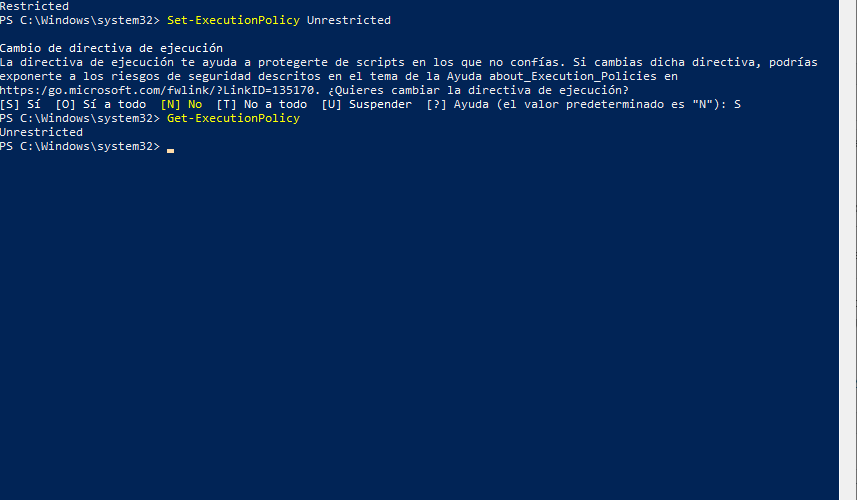 Restricted
PS C:\Windows\system32> Set-ExecutionPolicy Unrestricted
Cambio de directiva de ejecución
La directiva de ejecución te ayuda a protegerte de scripts en los que no confías. Si cambias dicha directiva, podrías
exponerte a los riesgos de seguridad descritos en el tema de la Ayuda about_Execution_Policies en
https:/go.microsoft.com/fwlink/?LinkID=135170. ¿Quieres cambiar la directiva de ejecución?
[S] Sí  [O] Sí a todo  [N] No  [T] No a todo  [U] Suspender  [?] Ayuda (el valor predeterminado es "N"): S
PS C:\Windows\system32> Get-ExecutionPolicy
Unrestricted
PS C:\Windows\system32>